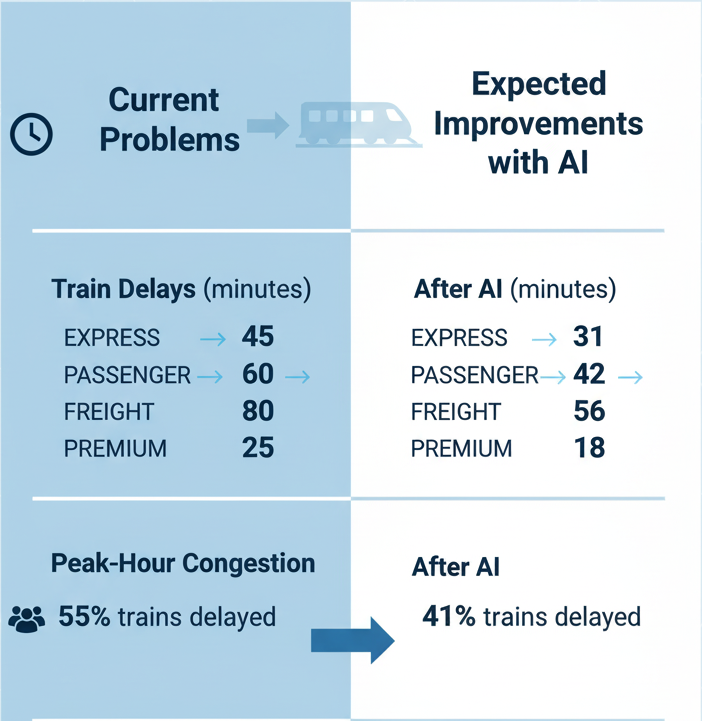 Current
Problems
Expected
Improvements
with AI
Train Delays (minutes)
EXPRESS → 45
PASSENGER → 60 →
FREIGHT 80
PREMIUM 25
After AI (minutes)
EXPRESS → 31
PASSENGER → 42 →
FREIGHT 56
PREMIUM 18
Peak-Hour Congestion
55% trains delayed
After AI
41% trains delayed